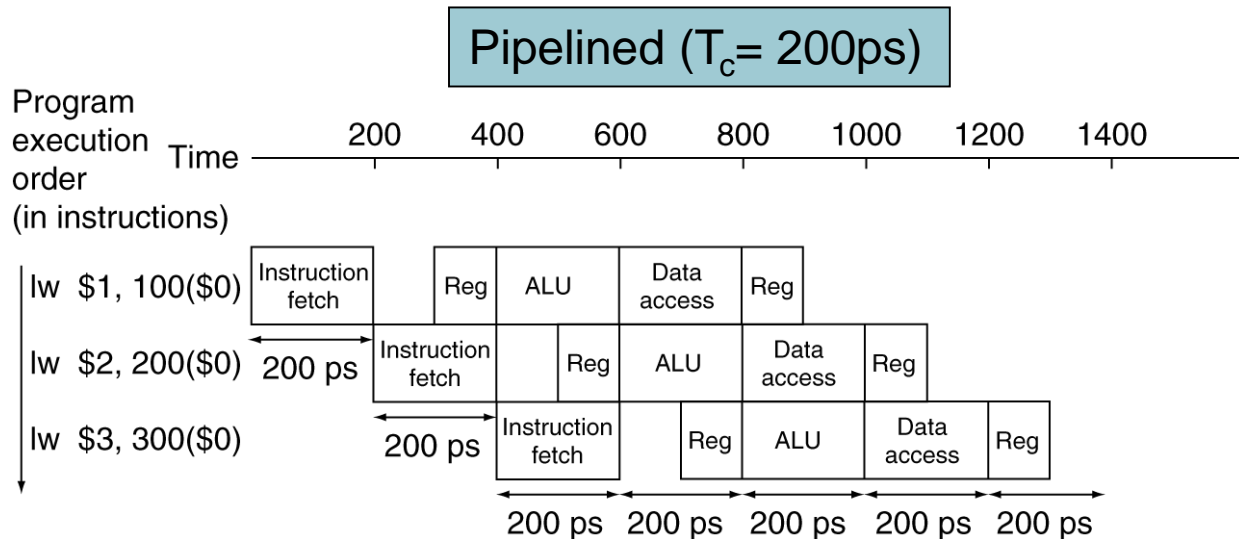 Pipelined (Tc= 200ps)
Program
execution
order
(in instructions)
Time
200 400 600 800 1000 1200 1400
lw $1, 100($0) Instruction fetch Reg ALU Data access Reg
200 ps
lw $2, 200($0) Instruction fetch Reg ALU Data access Reg
200 ps
lw $3, 300($0) Instruction fetch Reg ALU Data access Reg
200 ps 200 ps 200 ps 200 ps 200 ps